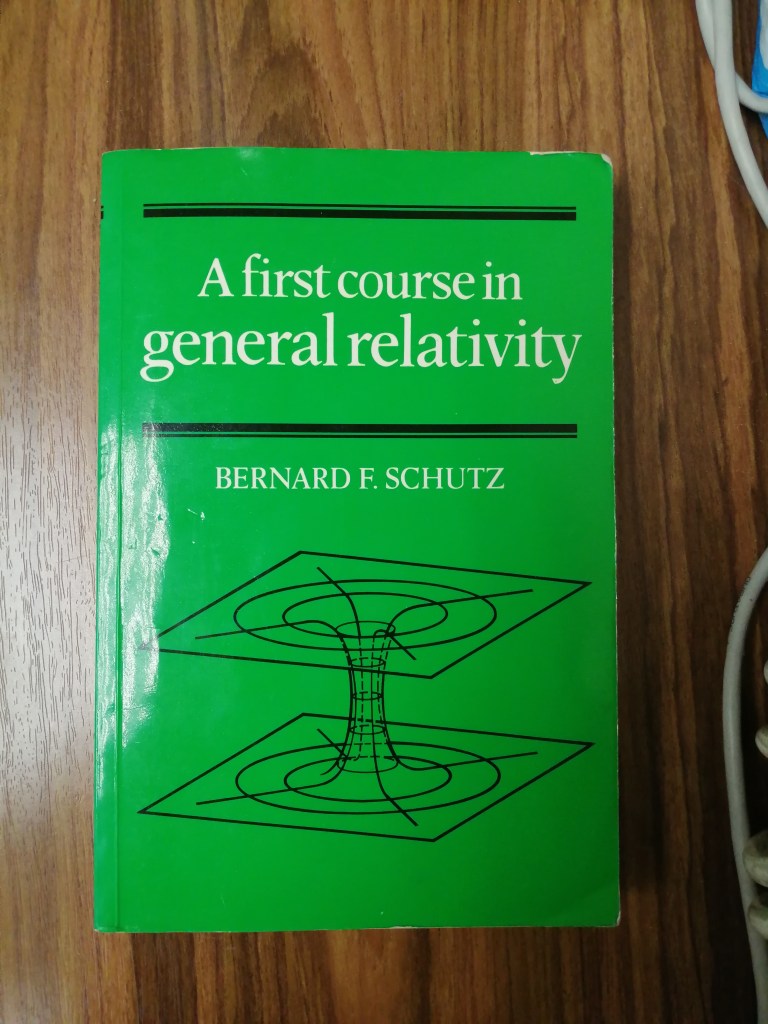 A first course in
general relativity
BERNARD F. SCHUTZ